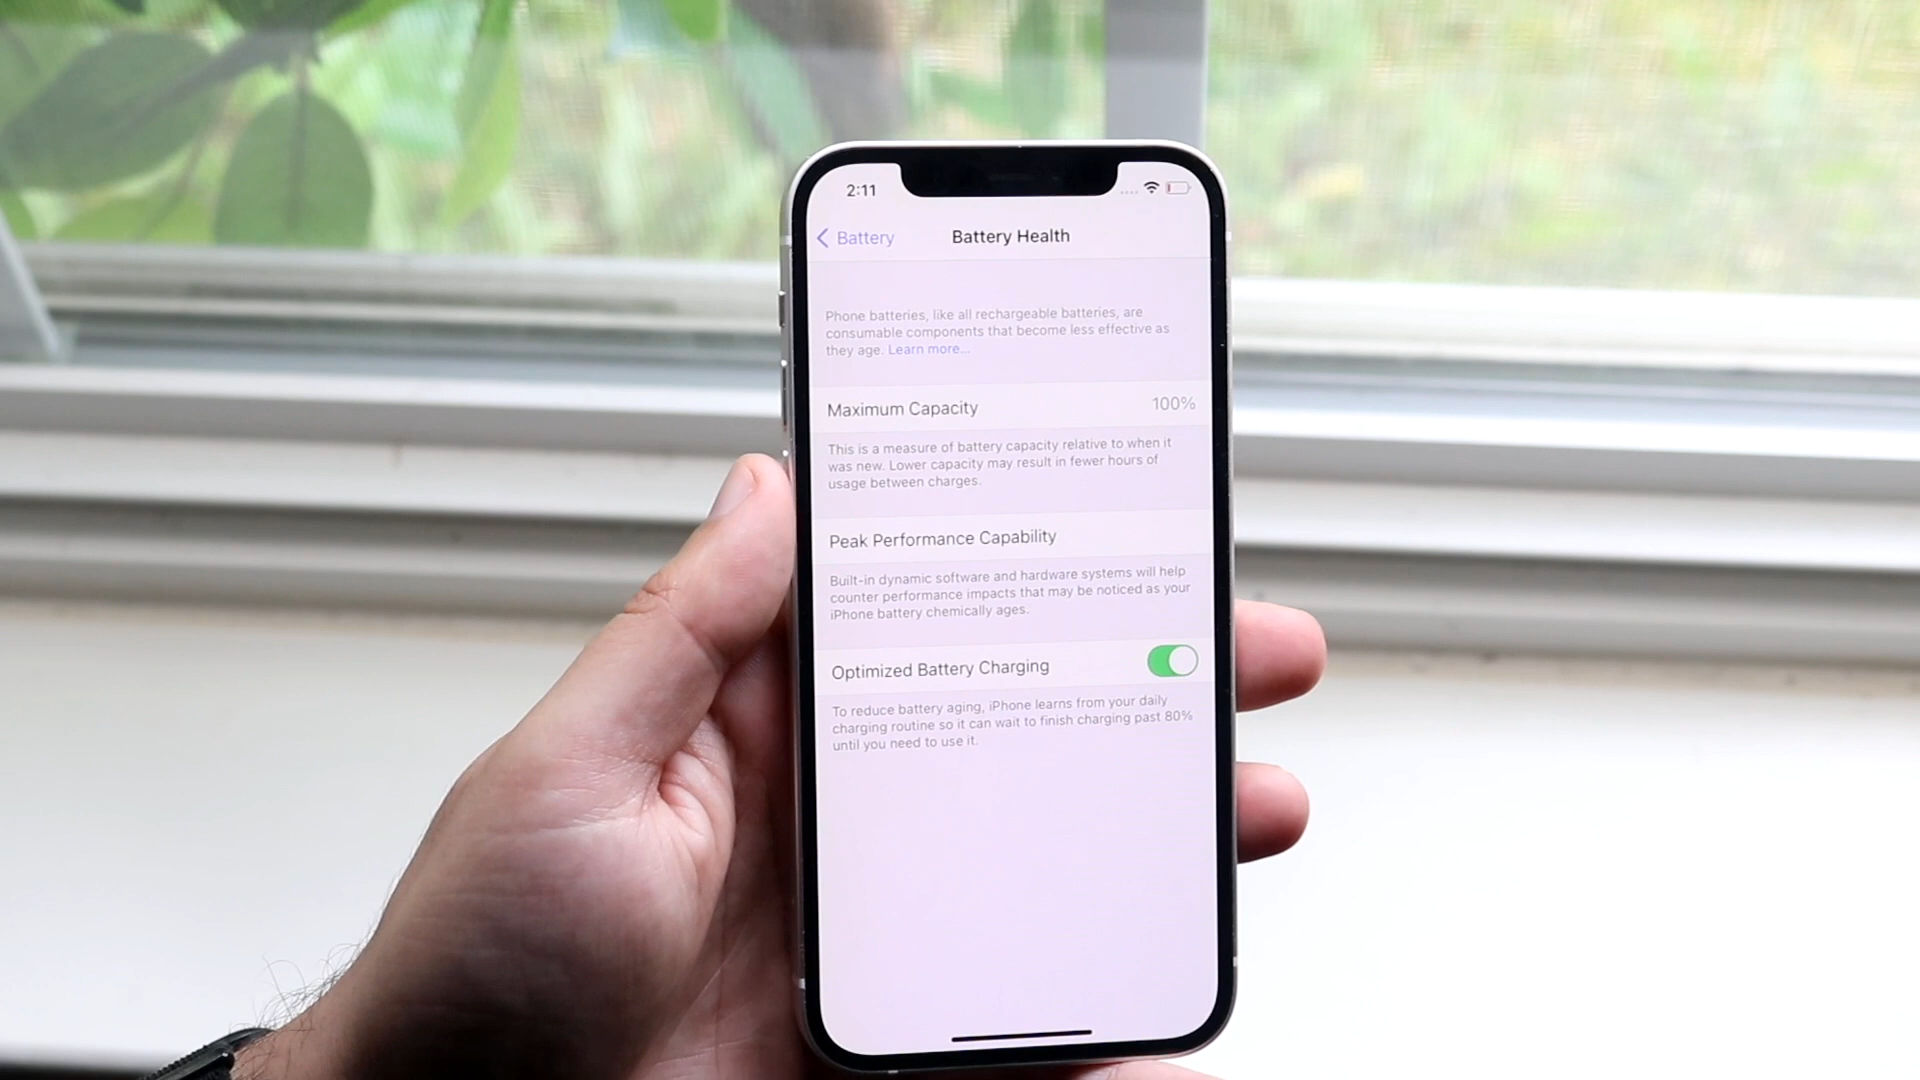 2:11
Battery
Battery Health
Phone batteries, like all rechargeable batteries, are
consumable components that become less effective as
they age. Learn more...
Maximum Capacity 100%
This is a measure of battery capacity relative to when it
was new. Lower capacity may result in fewer hours of
usage between charges.
Peak Performance Capability
Built-in dynamic software and hardware systems will help
counter performance impacts that may be noticed as your
iPhone battery chemically ages.
Optimized Battery Charging
To reduce battery aging, iPhone learns from your daily
charging routine so it can wait to finish charging past 80%
until you need to use it.